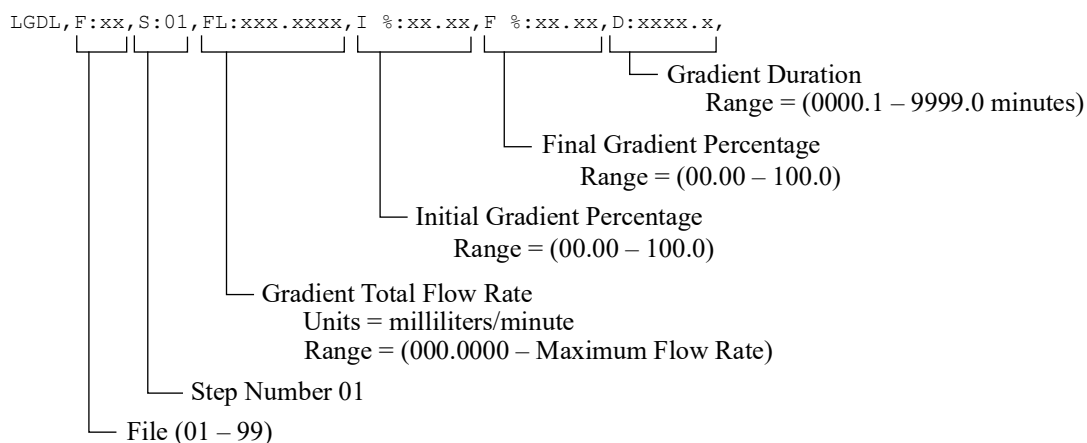 LGDL,F:xx,S:01,FL:xxx.xxxx,I %:xx.xx,F %:xx.xx,D:xxxx.x,
Gradient Duration
Range = (0000.1 – 9999.0 minutes)
Final Gradient Percentage
Range = (00.00 – 100.0)
Initial Gradient Percentage
Range = (00.00 – 100.0)
Gradient Total Flow Rate
Units = milliliters/minute
Range = (000.0000 – Maximum Flow Rate)
Step Number 01
File (01 – 99)